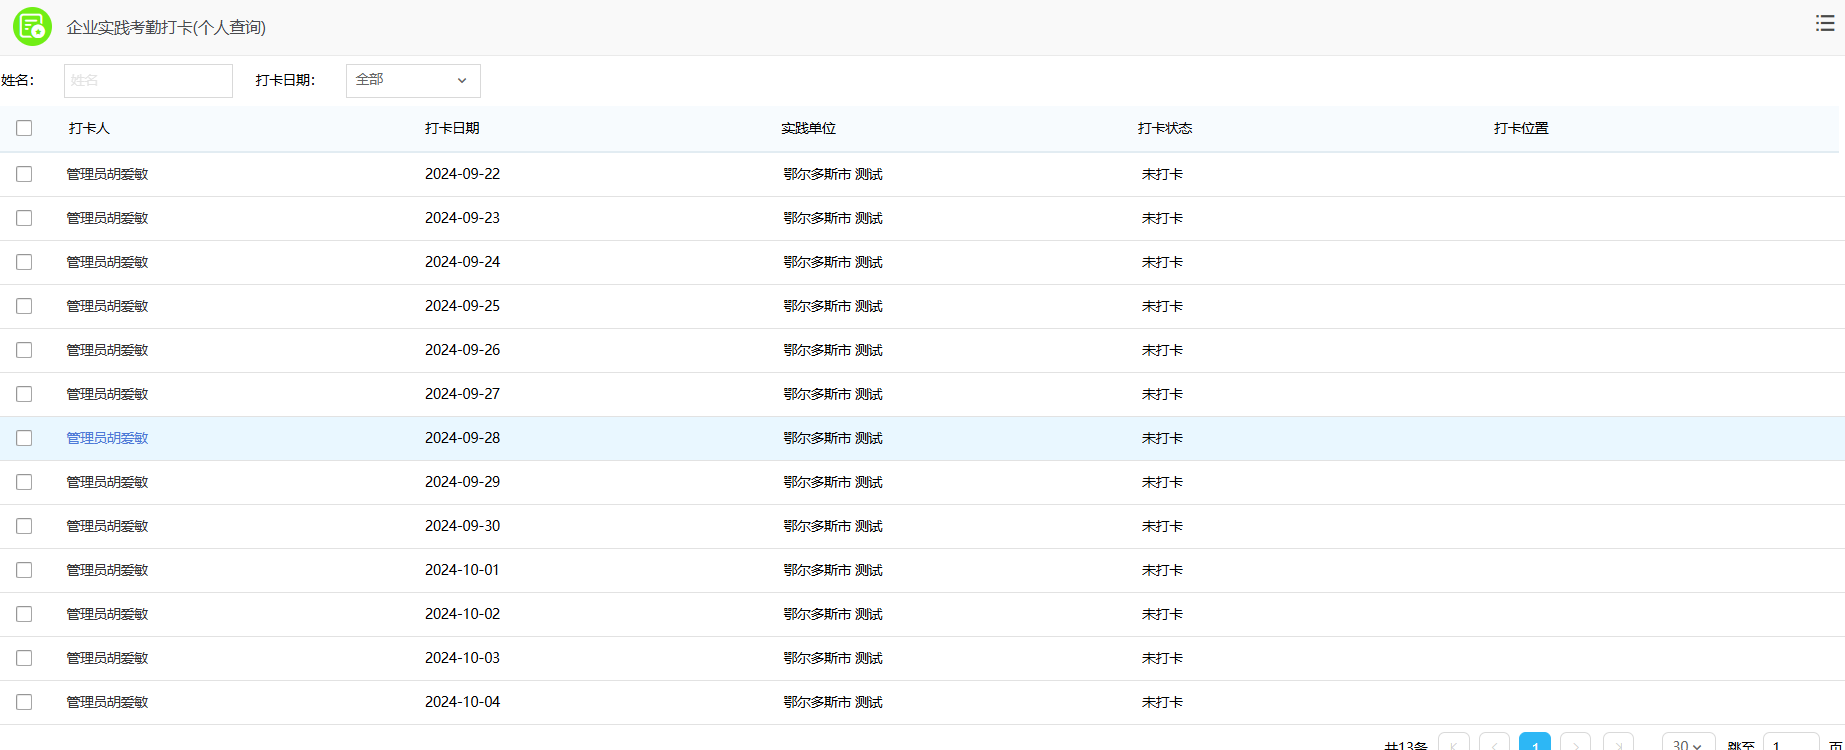 企业实践考勤打卡(个人查询)
姓名： 姓名 打卡日期： 全部
打卡人 打卡日期 实践单位 打卡状态 打卡位置
管理员胡爱敏 2024-09-22 鄂尔多斯市 测试 未打卡
管理员胡爱敏 2024-09-23 鄂尔多斯市 测试 未打卡
管理员胡爱敏 2024-09-24 鄂尔多斯市 测试 未打卡
管理员胡爱敏 2024-09-25 鄂尔多斯市 测试 未打卡
管理员胡爱敏 2024-09-26 鄂尔多斯市 测试 未打卡
管理员胡爱敏 2024-09-27 鄂尔多斯市 测试 未打卡
管理员胡爱敏 2024-09-28 鄂尔多斯市 测试 未打卡
管理员胡爱敏 2024-09-29 鄂尔多斯市 测试 未打卡
管理员胡爱敏 2024-09-30 鄂尔多斯市 测试 未打卡
管理员胡爱敏 2024-10-01 鄂尔多斯市 测试 未打卡
管理员胡爱敏 2024-10-02 鄂尔多斯市 测试 未打卡
管理员胡爱敏 2024-10-03 鄂尔多斯市 测试 未打卡
管理员胡爱敏 2024-10-04 鄂尔多斯市 测试 未打卡
共13条 1 30 跳至 1 页